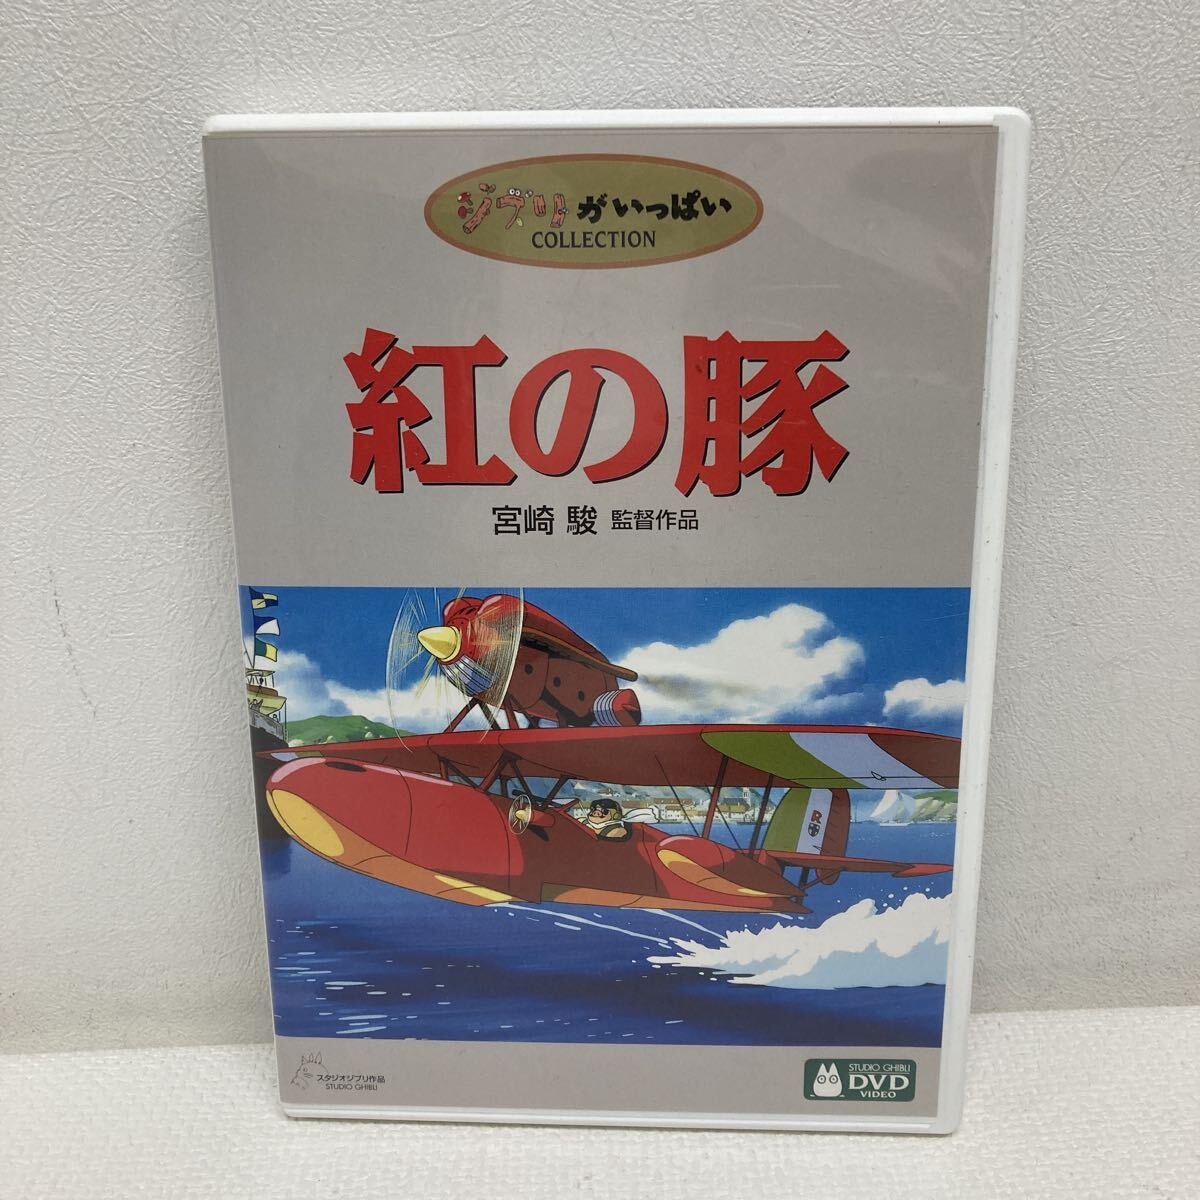 ジブリがいっぱい
COLLECTION
紅の豚
宮崎 駿 監督作品
R
スタジオジブリ作品
STUDIO GHIBLI
STUDIO GHIBLI
DVD
VIDEO